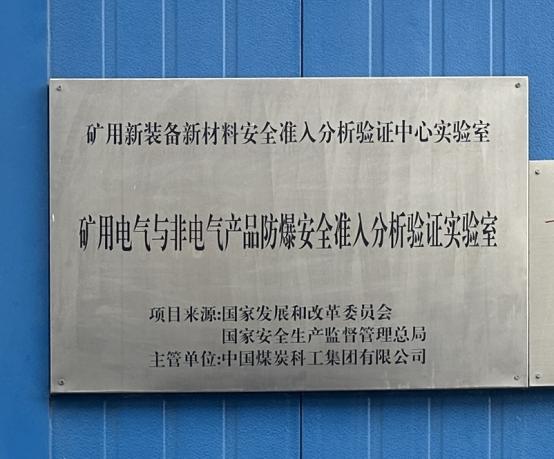 矿用新装备新材料安全准入分析验证中心实验室
矿用电气与非电气产品防爆安全准入分析验证实验室
项目来源:国家发展和改革委员会
国家安全生产监督管理总局
主管单位:中国煤炭科工集团有限公司